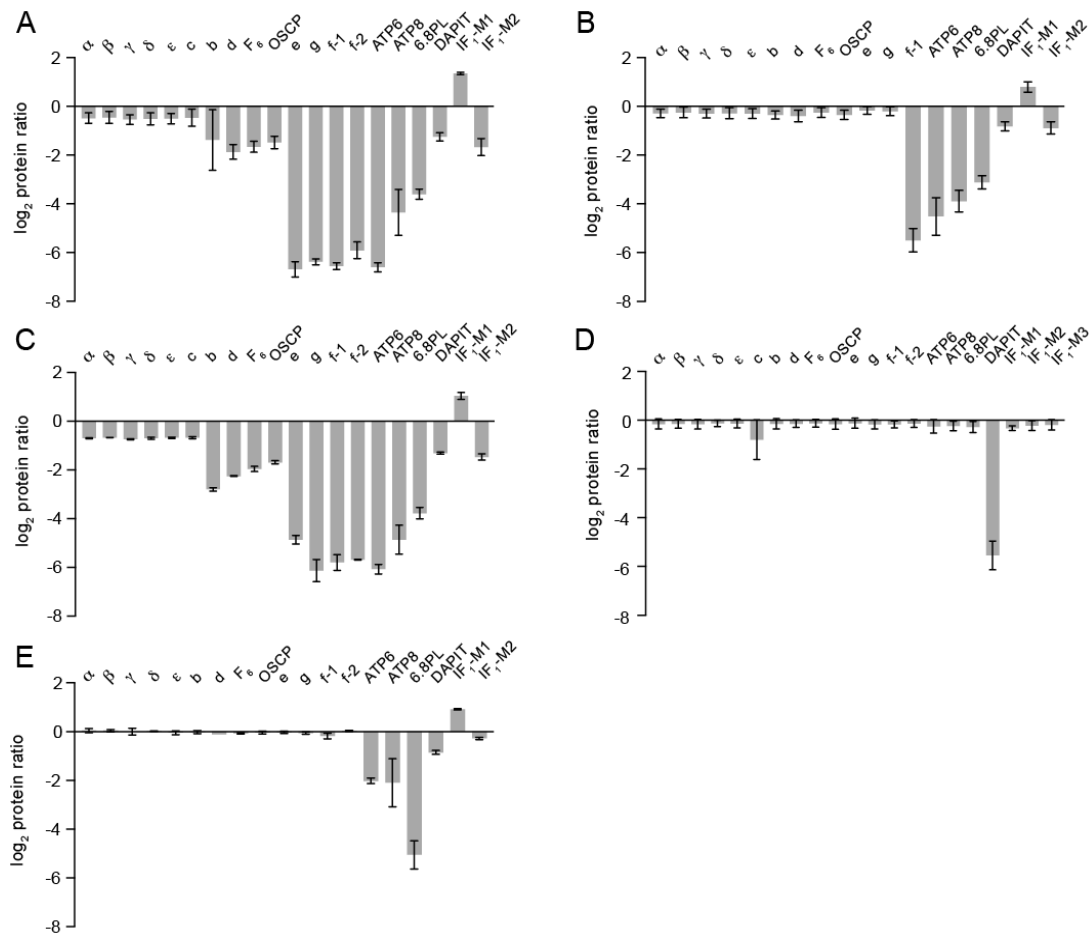 A
α β γ δ ε c b d F₆ OSCP e g f-1 f-2 ATP6 ATP8 6.8PL DAPIT IF₁-M1 IF₁-M2
2
0
-2
-4
-6
-8
log₂ protein ratio
B
α β γ δ ε b d F₆ OSCP e g f-1 ATP6 ATP8 6.8PL DAPIT IF₁-M1 IF₁-M2
2
0
-2
-4
-6
-8
log₂ protein ratio
C
α β γ δ ε c b d F₆ OSCP e g f-1 f-2 ATP6 ATP8 6.8PL DAPIT IF₁-M1 IF₁-M2
2
0
-2
-4
-6
-8
log₂ protein ratio
D
α β γ δ ε c b d F₆ OSCP e g f-1 f-2 ATP6 ATP8 6.8PL DAPIT IF₁-M1 IF₁-M2 IF₁-M3
2
0
-2
-4
-6
-8
log₂ protein ratio
E
α β γ δ ε b d F₆ OSCP e g f-1 f-2 ATP6 ATP8 6.8PL DAPIT IF₁-M1 IF₁-M2
2
0
-2
-4
-6
-8
log₂ protein ratio